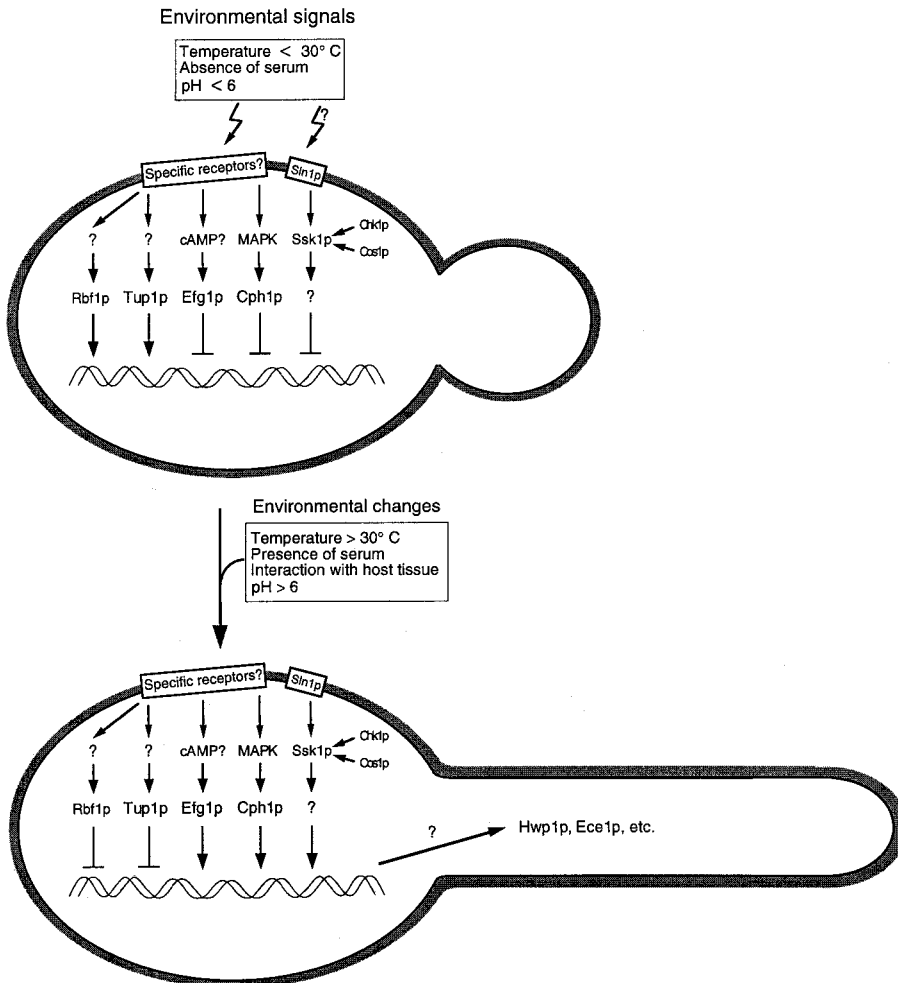 Environmental signals
Temperature < 30° C
Absence of serum
pH < 6
?
Specific receptors?
Sln1p
? ? cAMP? MAPK Ssk1p
Chk1p
Cos1p
Rbf1p Tup1p Efg1p Cph1p ?
Environmental changes
Temperature > 30° C
Presence of serum
Interaction with host tissue
pH > 6
Specific receptors?
Sln1p
? ? cAMP? MAPK Ssk1p
Chk1p
Cos1p
Rbf1p Tup1p Efg1p Cph1p ?
?
Hwp1p, Ece1p, etc.